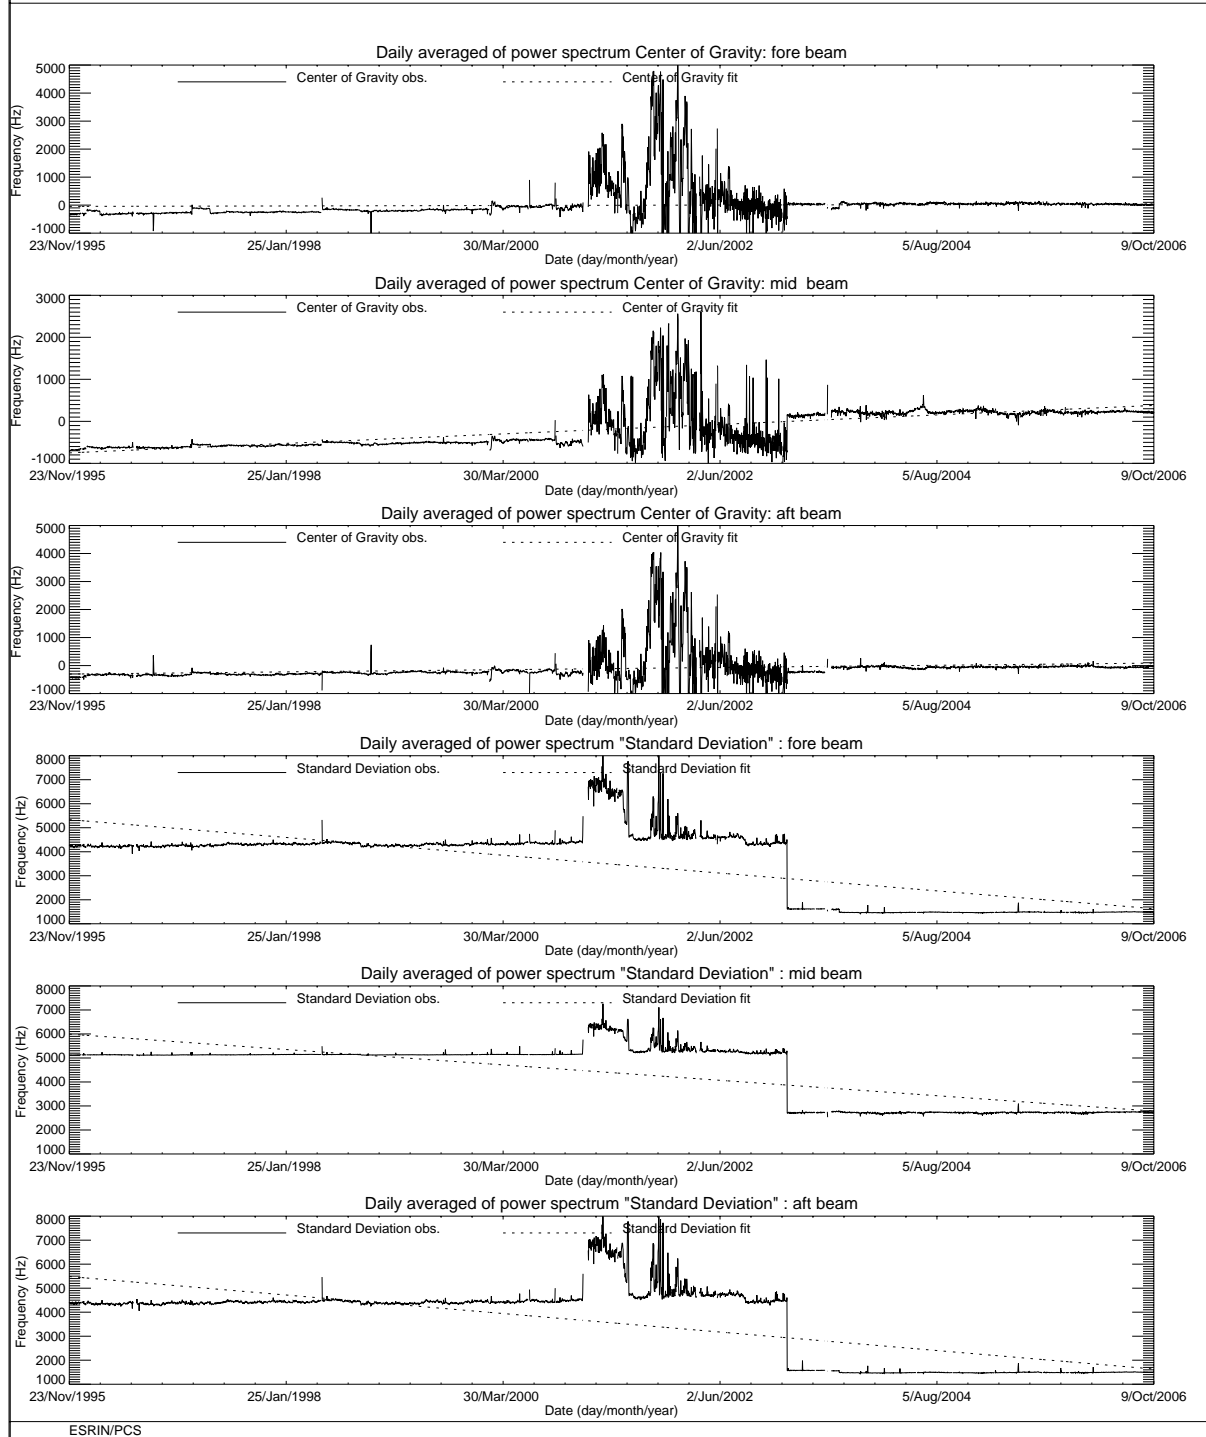 Daily averaged of power spectrum Center of Gravity: fore beam
Center of Gravity obs. Center of Gravity fit
5000
4000
3000
2000
1000
0
-1000
Frequency (Hz)
23/Nov/1995 25/Jan/1998 30/Mar/2000 2/Jun/2002 5/Aug/2004 9/Oct/2006
Date (day/month/year)
Daily averaged of power spectrum Center of Gravity: mid beam
Center of Gravity obs. Center of Gravity fit
3000
2000
1000
0
-1000
Frequency (Hz)
23/Nov/1995 25/Jan/1998 30/Mar/2000 2/Jun/2002 5/Aug/2004 9/Oct/2006
Date (day/month/year)
Daily averaged of power spectrum Center of Gravity: aft beam
Center of Gravity obs. Center of Gravity fit
5000
4000
3000
2000
1000
0
-1000
Frequency (Hz)
23/Nov/1995 25/Jan/1998 30/Mar/2000 2/Jun/2002 5/Aug/2004 9/Oct/2006
Date (day/month/year)
Daily averaged of power spectrum "Standard Deviation" : fore beam
Standard Deviation obs. Standard Deviation fit
8000
7000
6000
5000
4000
3000
2000
1000
Frequency (Hz)
23/Nov/1995 25/Jan/1998 30/Mar/2000 2/Jun/2002 5/Aug/2004 9/Oct/2006
Date (day/month/year)
Daily averaged of power spectrum "Standard Deviation" : mid beam
Standard Deviation obs. Standard Deviation fit
8000
7000
6000
5000
4000
3000
2000
1000
Frequency (Hz)
23/Nov/1995 25/Jan/1998 30/Mar/2000 2/Jun/2002 5/Aug/2004 9/Oct/2006
Date (day/month/year)
Daily averaged of power spectrum "Standard Deviation" : aft beam
Standard Deviation obs. Standard Deviation fit
8000
7000
6000
5000
4000
3000
2000
1000
Frequency (Hz)
23/Nov/1995 25/Jan/1998 30/Mar/2000 2/Jun/2002 5/Aug/2004 9/Oct/2006
Date (day/month/year)
ESRIN/PCS